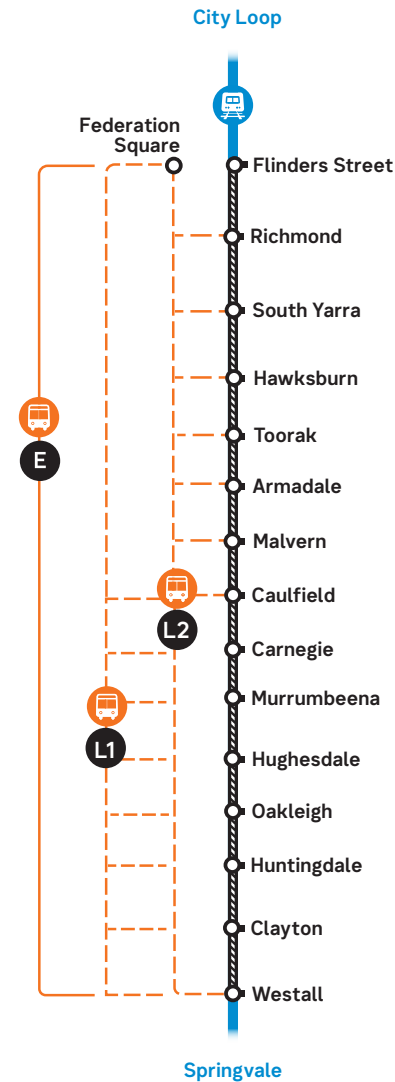 City Loop
Federation
Square
Flinders Street
Richmond
South Yarra
Hawksburn
E
Toorak
Armadale
Malvern
Caulfield
L2
Carnegie
Murrumbeena
L1
Hughesdale
Oakleigh
Huntingdale
Clayton
Westall
Springvale